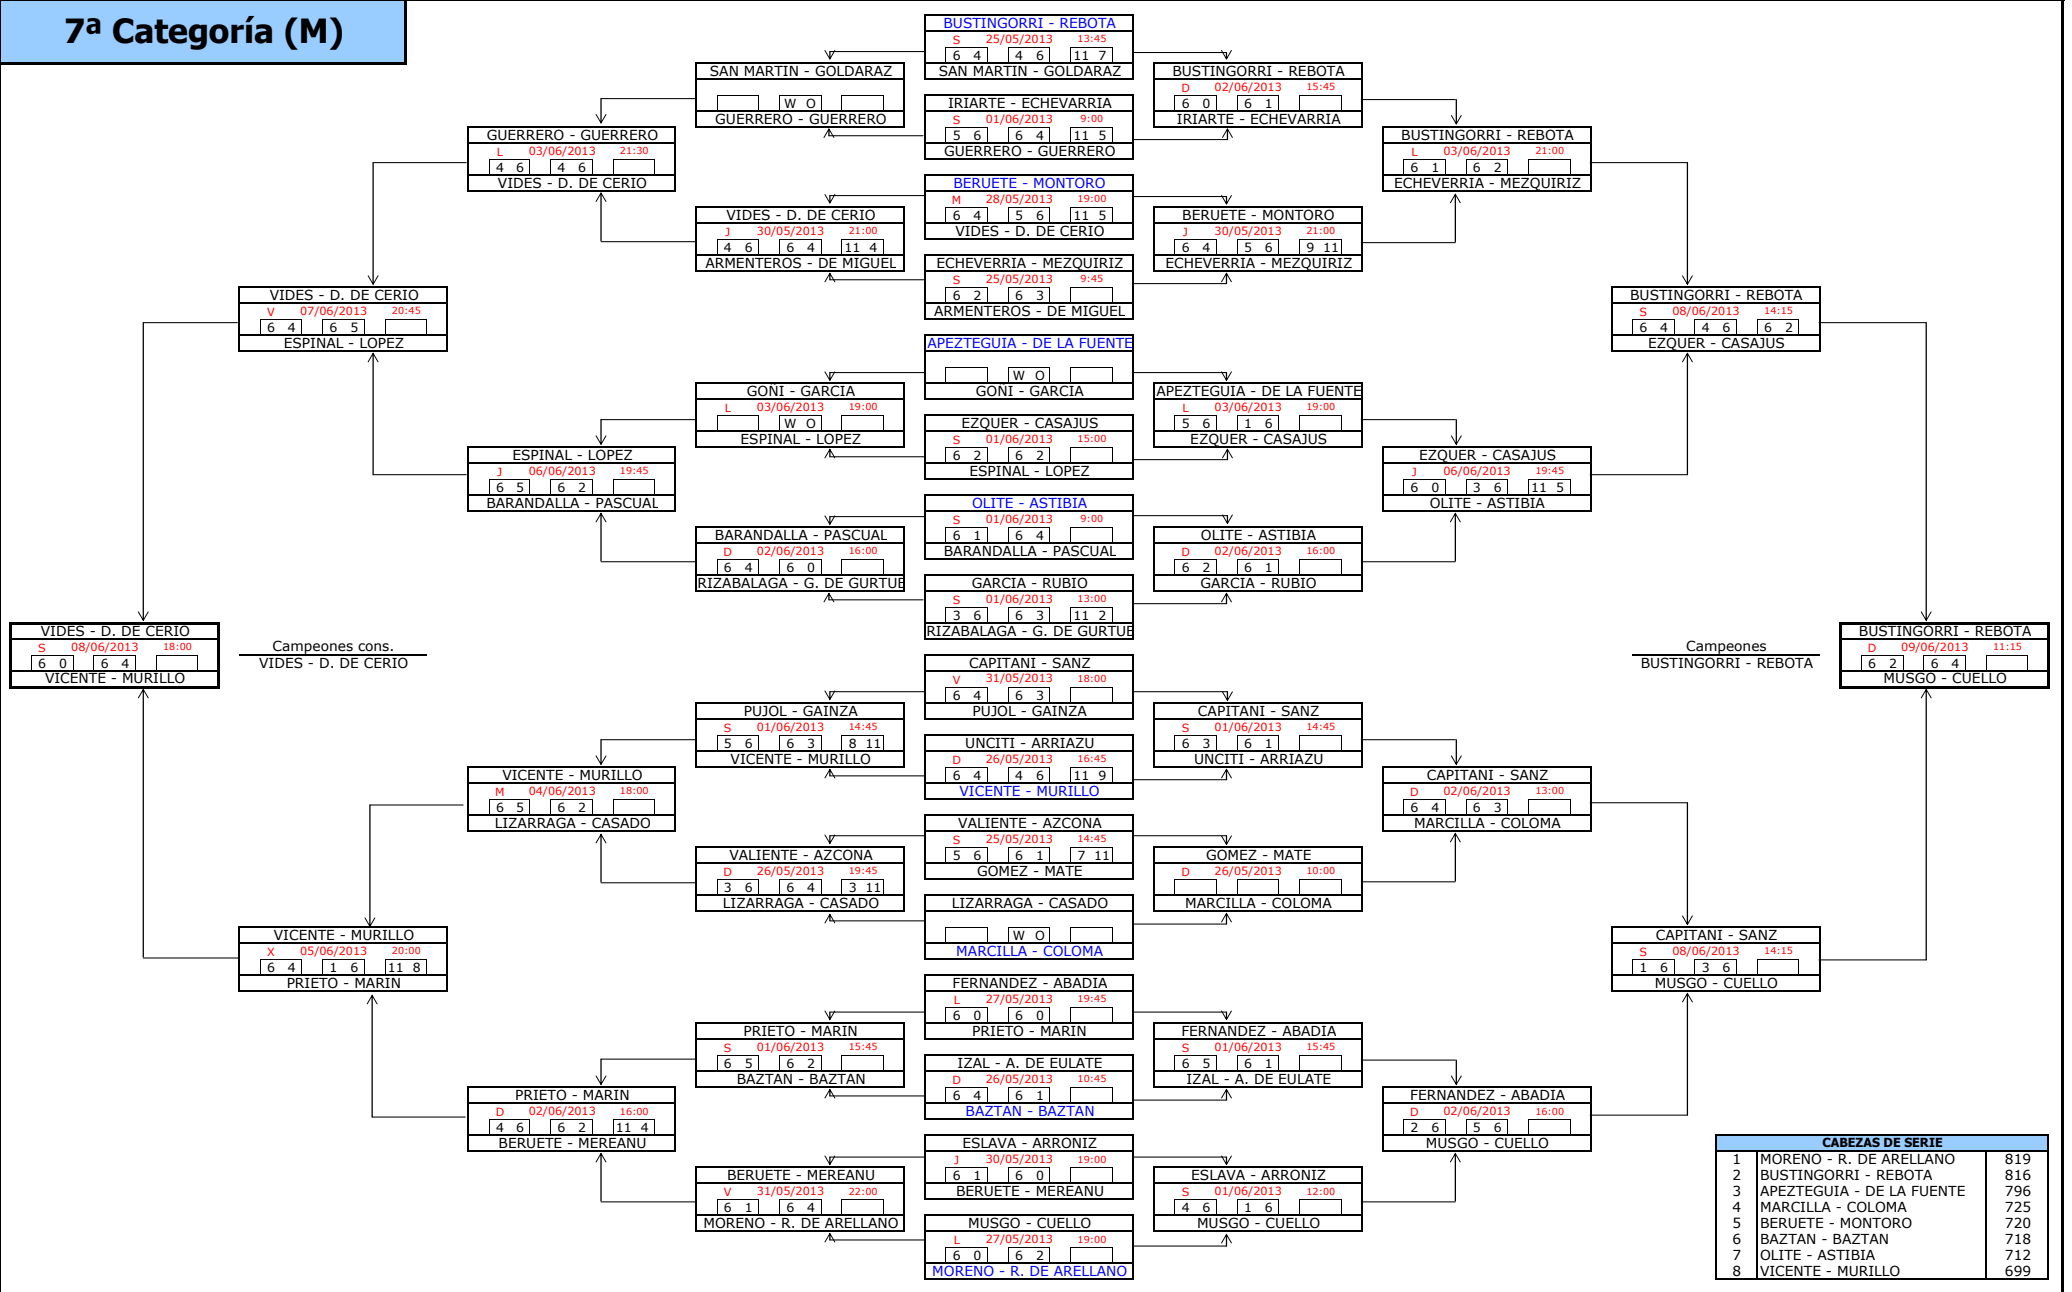 7ª Categoría (M)
BUSTINGORRI - REBOTA
S 25/05/2013 13:45
6 4 4 6 11 7
SAN MARTIN - GOLDARAZ
IRIARTE - ECHEVARRIA
S 01/06/2013 9:00
5 6 6 4 11 5
GUERRERO - GUERRERO
BERUETE - MONTORO
M 28/05/2013 19:00
6 4 5 6 11 5
VIDES - D. DE CERIO
ECHEVERRIA - MEZQUIRIZ
S 25/05/2013 9:45
6 2 6 3
ARMENTEROS - DE MIGUEL
APEZTEGUIA - DE LA FUENTE
W O
GOÑI - GARCIA
EZQUER - CASAJUS
S 01/06/2013 15:00
6 2 6 2
ESPINAL - LOPEZ
OLITE - ASTIBIA
S 01/06/2013 9:00
6 1 6 4
BARANDALLA - PASCUAL
GARCIA - RUBIO
S 01/06/2013 13:00
3 6 6 3 11 2
RIZABALAGA - G. DE GURTUB
CAPITANI - SANZ
V 31/05/2013 18:00
6 4 6 3
PUJOL - GAINZA
UNCITI - ARRIAZU
D 26/05/2013 16:45
6 4 4 6 11 9
VICENTE - MURILLO
VALIENTE - AZCONA
S 25/05/2013 14:45
5 6 6 1 7 11
GOMEZ - MATE
LIZARRAGA - CASADO
W O
MARCILLA - COLOMA
FERNANDEZ - ABADIA
L 27/05/2013 19:45
6 0 6 0
PRIETO - MARIN
IZAL - A. DE EULATE
D 26/05/2013 10:45
6 4 6 1
BAZTAN - BAZTAN
ESLAVA - ARRONIZ
J 30/05/2013 19:00
6 1 6 0
BERUETE - MEREANU
MUSGO - CUELLO
L 27/05/2013 19:00
6 0 6 2
MORENO - R. DE ARELLANO
SAN MARTIN - GOLDARAZ
W O
GUERRERO - GUERRERO
VIDES - D. DE CERIO
J 30/05/2013 21:00
4 6 6 4 11 4
ARMENTEROS - DE MIGUEL
GOÑI - GARCIA
L 03/06/2013 19:00
W O
ESPINAL - LOPEZ
BARANDALLA - PASCUAL
D 02/06/2013 16:00
6 4 6 0
RIZABALAGA - G. DE GURTUB
PUJOL - GAINZA
S 01/06/2013 14:45
5 6 6 3 8 11
VICENTE - MURILLO
VALIENTE - AZCONA
D 26/05/2013 19:45
3 6 6 4 3 11
LIZARRAGA - CASADO
PRIETO - MARIN
S 01/06/2013 15:45
6 5 6 2
BAZTAN - BAZTAN
BERUETE - MEREANU
V 31/05/2013 22:00
6 1 6 4
MORENO - R. DE ARELLANO
GUERRERO - GUERRERO
L 03/06/2013 21:30
4 6 4 6
VIDES - D. DE CERIO
ESPINAL - LOPEZ
J 06/06/2013 19:45
6 5 6 2
BARANDALLA - PASCUAL
VICENTE - MURILLO
M 04/06/2013 18:00
6 5 6 2
LIZARRAGA - CASADO
PRIETO - MARIN
D 02/06/2013 16:00
4 6 6 2 11 4
BERUETE - MEREANU
VIDES - D. DE CERIO
V 07/06/2013 20:45
6 4 6 5
ESPINAL - LOPEZ
VICENTE - MURILLO
X 05/06/2013 20:00
6 4 1 6 11 8
PRIETO - MARIN
VIDES - D. DE CERIO
S 08/06/2013 18:00
6 0 6 4
VICENTE - MURILLO
Campeones cons.
VIDES - D. DE CERIO
BUSTINGORRI - REBOTA
D 02/06/2013 15:45
6 0 6 1
IRIARTE - ECHEVARRIA
BERUETE - MONTORO
J 30/05/2013 21:00
6 4 5 6 9 11
ECHEVERRIA - MEZQUIRIZ
APEZTEGUIA - DE LA FUENTE
L 03/06/2013 19:00
5 6 1 6
EZQUER - CASAJUS
OLITE - ASTIBIA
D 02/06/2013 16:00
6 2 6 1
GARCIA - RUBIO
CAPITANI - SANZ
S 01/06/2013 14:45
6 3 6 1
UNCITI - ARRIAZU
GOMEZ - MATE
D 26/05/2013 10:00
MARCILLA - COLOMA
FERNANDEZ - ABADIA
S 01/06/2013 15:45
6 5 6 1
IZAL - A. DE EULATE
ESLAVA - ARRONIZ
S 01/06/2013 12:00
4 6 1 6
MUSGO - CUELLO
BUSTINGORRI - REBOTA
L 03/06/2013 21:00
6 1 6 2
ECHEVERRIA - MEZQUIRIZ
EZQUER - CASAJUS
J 06/06/2013 19:45
6 0 3 6 11 5
OLITE - ASTIBIA
CAPITANI - SANZ
D 02/06/2013 13:00
6 4 6 3
MARCILLA - COLOMA
FERNANDEZ - ABADIA
D 02/06/2013 16:00
2 6 5 6
MUSGO - CUELLO
BUSTINGORRI - REBOTA
S 08/06/2013 14:15
6 4 4 6 6 2
EZQUER - CASAJUS
CAPITANI - SANZ
S 08/06/2013 14:15
1 6 3 6
MUSGO - CUELLO
Campeones
BUSTINGORRI - REBOTA
BUSTINGORRI - REBOTA
D 09/06/2013 11:15
6 2 6 4
MUSGO - CUELLO
CABEZAS DE SERIE
1 MORENO - R. DE ARELLANO 819
2 BUSTINGORRI - REBOTA 816
3 APEZTEGUIA - DE LA FUENTE 796
4 MARCILLA - COLOMA 725
5 BERUETE - MONTORO 720
6 BAZTAN - BAZTAN 718
7 OLITE - ASTIBIA 712
8 VICENTE - MURILLO 699